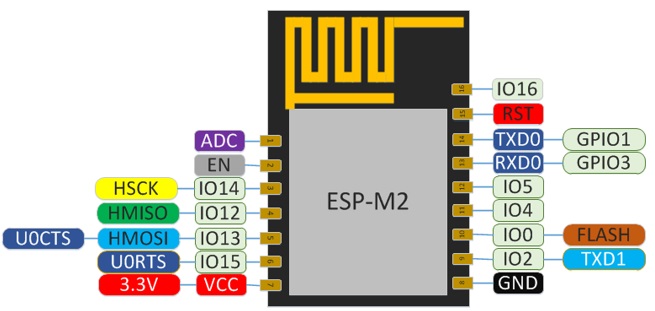 IO16
RST
16
15
ADC
1
14
TXD0
GPIO1
EN
2
13
RXD0
GPIO3
HSCK
IO14
3
ESP-M2
12
IO5
HMISO
IO12
4
11
IO4
U0CTS
HMOSI
IO13
5
10
IO0
FLASH
U0RTS
IO15
6
9
IO2
TXD1
3.3V
VCC
7
8
GND